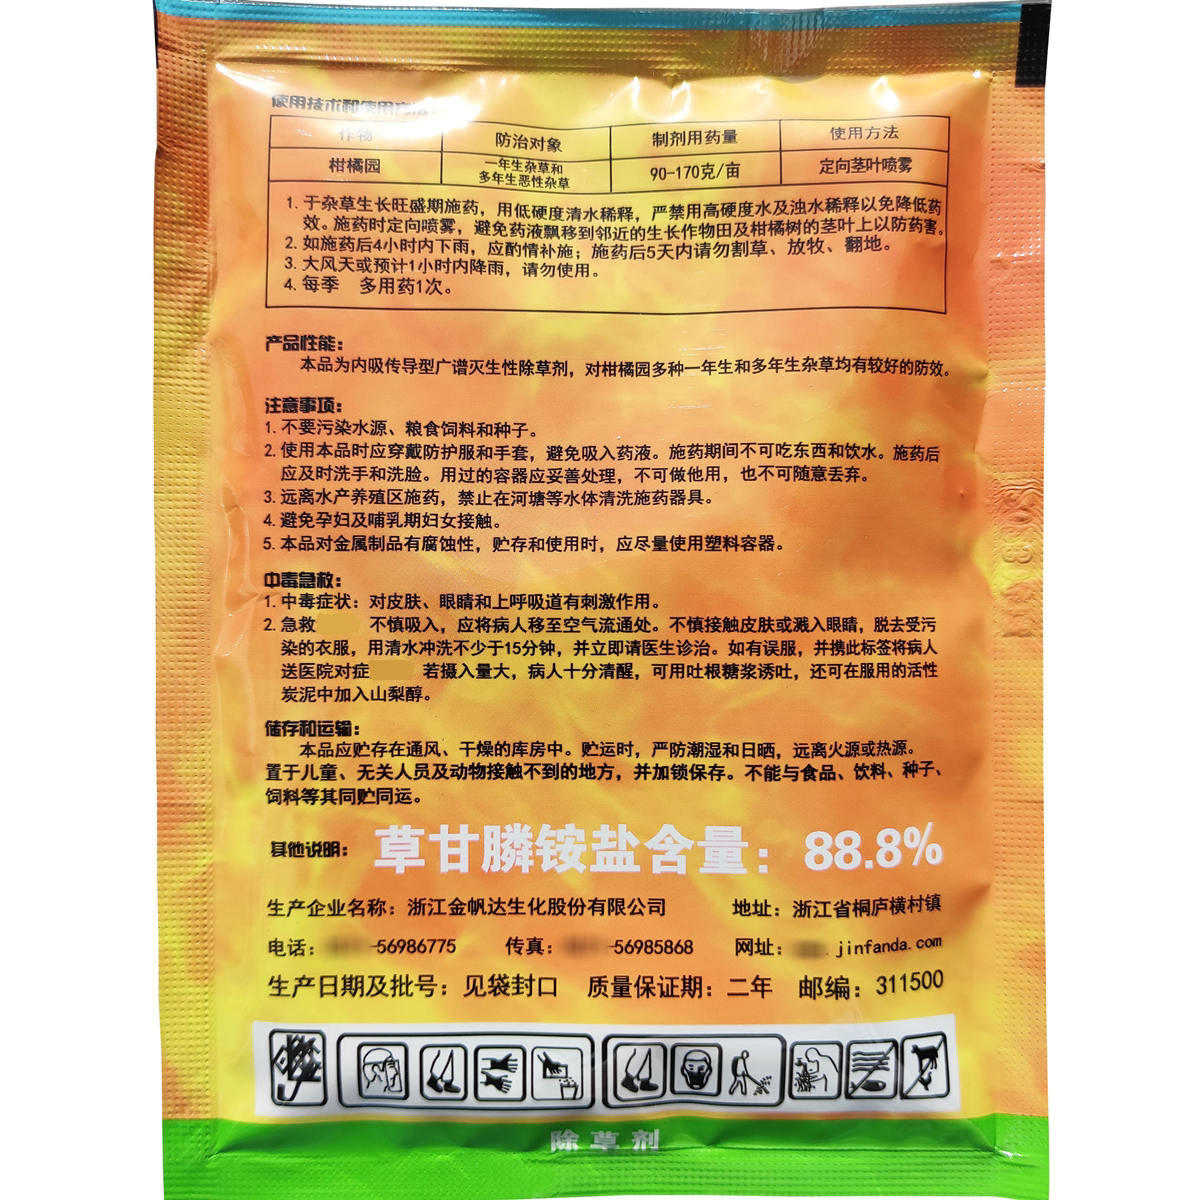 使用技术和使用方法:
作物 防治对象 制剂用药量 使用方法
柑橘园 一年生杂草和多年生恶性杂草 90-170克/亩 定向茎叶喷雾
1. 于杂草生长旺盛期施药，用低硬度清水稀释，严禁用高硬度水及浊水稀释以免降低药
效。施药时定向喷雾，避免药液飘移到邻近的生长作物田及柑橘树的茎叶上以防药害。
2. 如施药后4小时内下雨，应酌情补施；施药后5天内请勿割草、放牧、翻地。
3. 大风天或预计1小时内降雨，请勿使用。
4. 每季 多用药1次。
产品性能：
本品为内吸传导型广谱灭生性除草剂，对柑橘园多种一年生和多年生杂草均有较好的防效。
注意事项：
1. 不要污染水源、粮食饲料和种子。
2. 使用本品时应穿戴防护服和手套，避免吸入药液。施药期间不可吃东西和饮水。施药后
应及时洗手和洗脸。用过的容器应妥善处理，不可做他用，也不可随意丢弃。
3. 远离水产养殖区施药，禁止在河塘等水体清洗施药器具。
4. 避免孕妇及哺乳期妇女接触。
5. 本品对金属制品有腐蚀性，贮存和使用时，应尽量使用塑料容器。
中毒急救：
1. 中毒症状：对皮肤、眼睛和上呼吸道有刺激作用。
2. 急救 不慎吸入，应将病人移至空气流通处。不慎接触皮肤或溅入眼睛，脱去受污
染的衣服，用清水冲洗不少于15分钟，并立即请医生诊治。如有误服，并携此标签将病人
送医院对症 若摄入量大，病人十分清醒，可用吐根糖浆诱吐，还可在服用的活性
炭泥中加入山梨醇。
储存和运输：
本品应贮存在通风、干燥的库房中。贮运时，严防潮湿和日晒，远离火源或热源。
置于儿童、无关人员及动物接触不到的地方，并加锁保存。不能与食品、饮料、种子、
饲料等其同贮同运。
其他说明： 草甘膦铵盐含量：88.8%
生产企业名称：浙江金帆达生化股份有限公司 地址：浙江省桐庐横村镇
电话： -56986775 传真： -56985868 网址： .jinfanda.com
生产日期及批号：见袋封口 质量保证期：二年 邮编：311500
除草剂